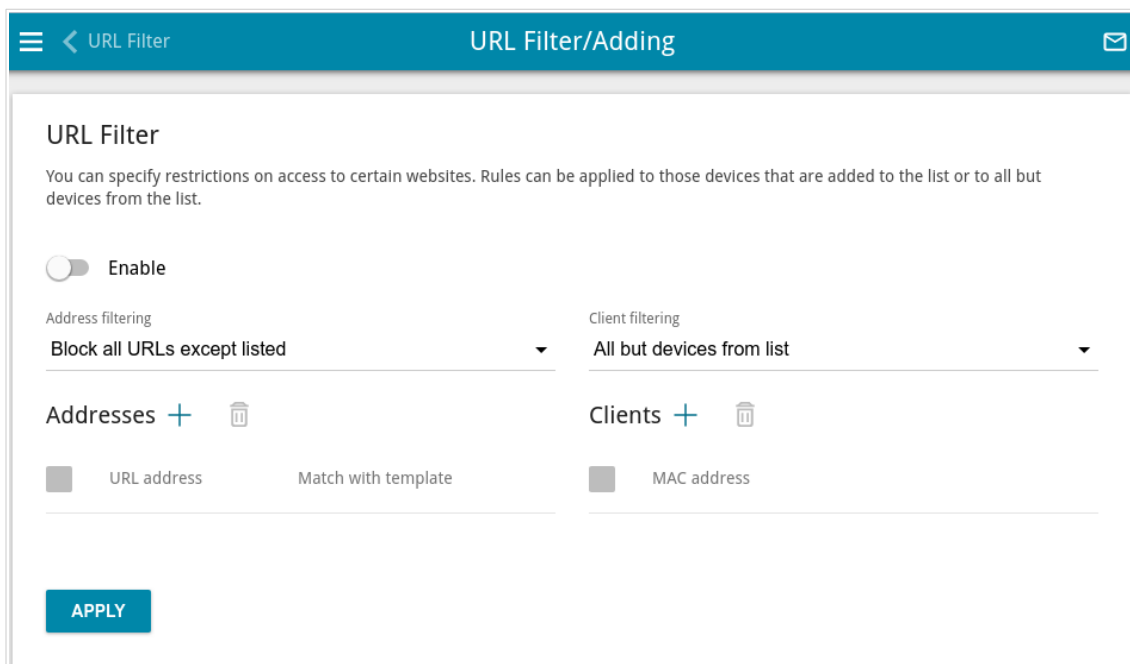 URL Filter
URL Filter/Adding
URL Filter
You can specify restrictions on access to certain websites. Rules can be applied to those devices that are added to the list or to all but
devices from the list.
Enable
Address filtering
Client filtering
Block all URLs except listed
All but devices from list
Addresses
Clients
URL address
Match with template
MAC address
APPLY